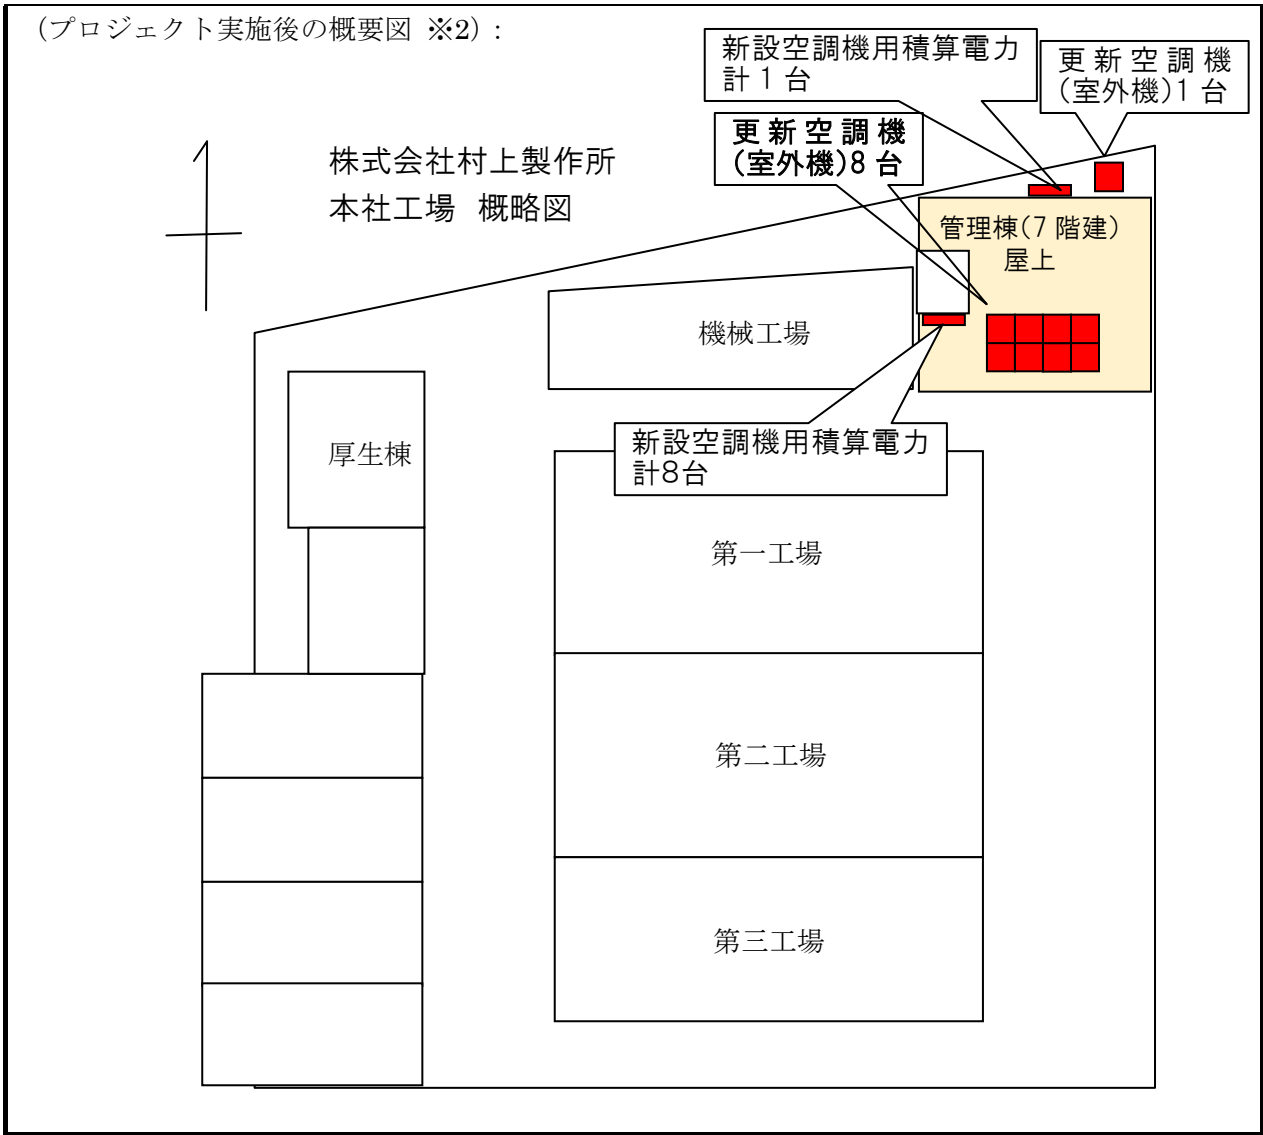 (プロジェクト実施後の概要図 ※2)：
新設空調機用積算電力
計1台
更新空調機
(室外機)1台
更新空調機
(室外機)8台
株式会社村上製作所
本社工場 概略図
管理棟(7階建)
屋上
機械工場
新設空調機用積算電力
計8台
厚生棟
第一工場
第二工場
第三工場